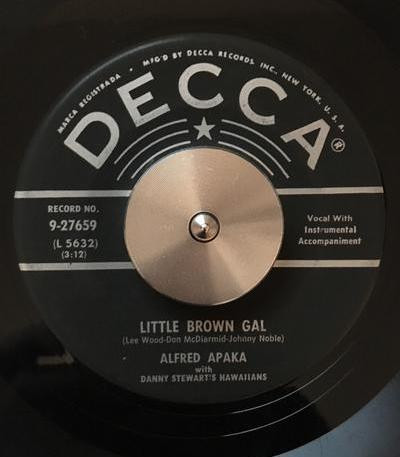 MARCA REGISTRADA • MFG'D BY DECCA RECORDS, INC., NEW YORK, U.S.A.
DECCA®
RECORD NO.
9-27659
(L 5632)
(3:12)
Vocal With
Instrumental
Accompaniment
LITTLE BROWN GAL
(Lee Wood-Don McDiarmid-Johnny Noble)
ALFRED APAKA
with
DANNY STEWART'S HAWAIIANS